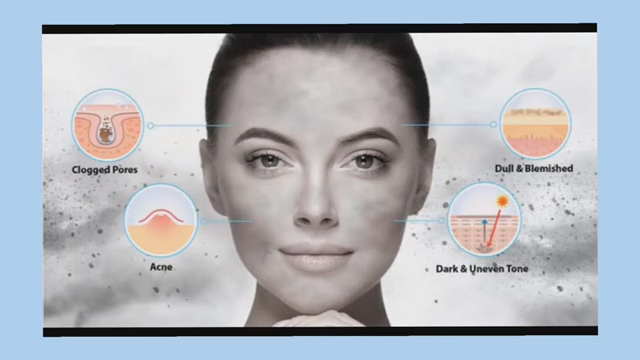 Clogged Pores
Dull & Blemished
Acne
Dark & Uneven Tone